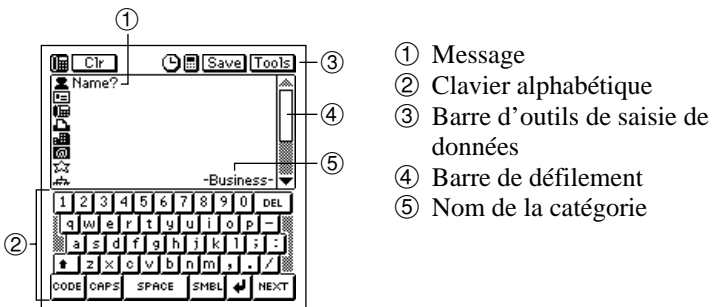 ①
Clr Save Tools
③
Name?
④
-Business-
⑤
②
1 2 3 4 5 6 7 8 9 0 DEL
q w e r t y u i o p -
a s d f g h j k l ; :
z x c v b n m , . /
CODE CAPS SPACE SMBL NEXT
① Message
② Clavier alphabétique
③ Barre d’outils de saisie de
données
④ Barre de défilement
⑤ Nom de la catégorie